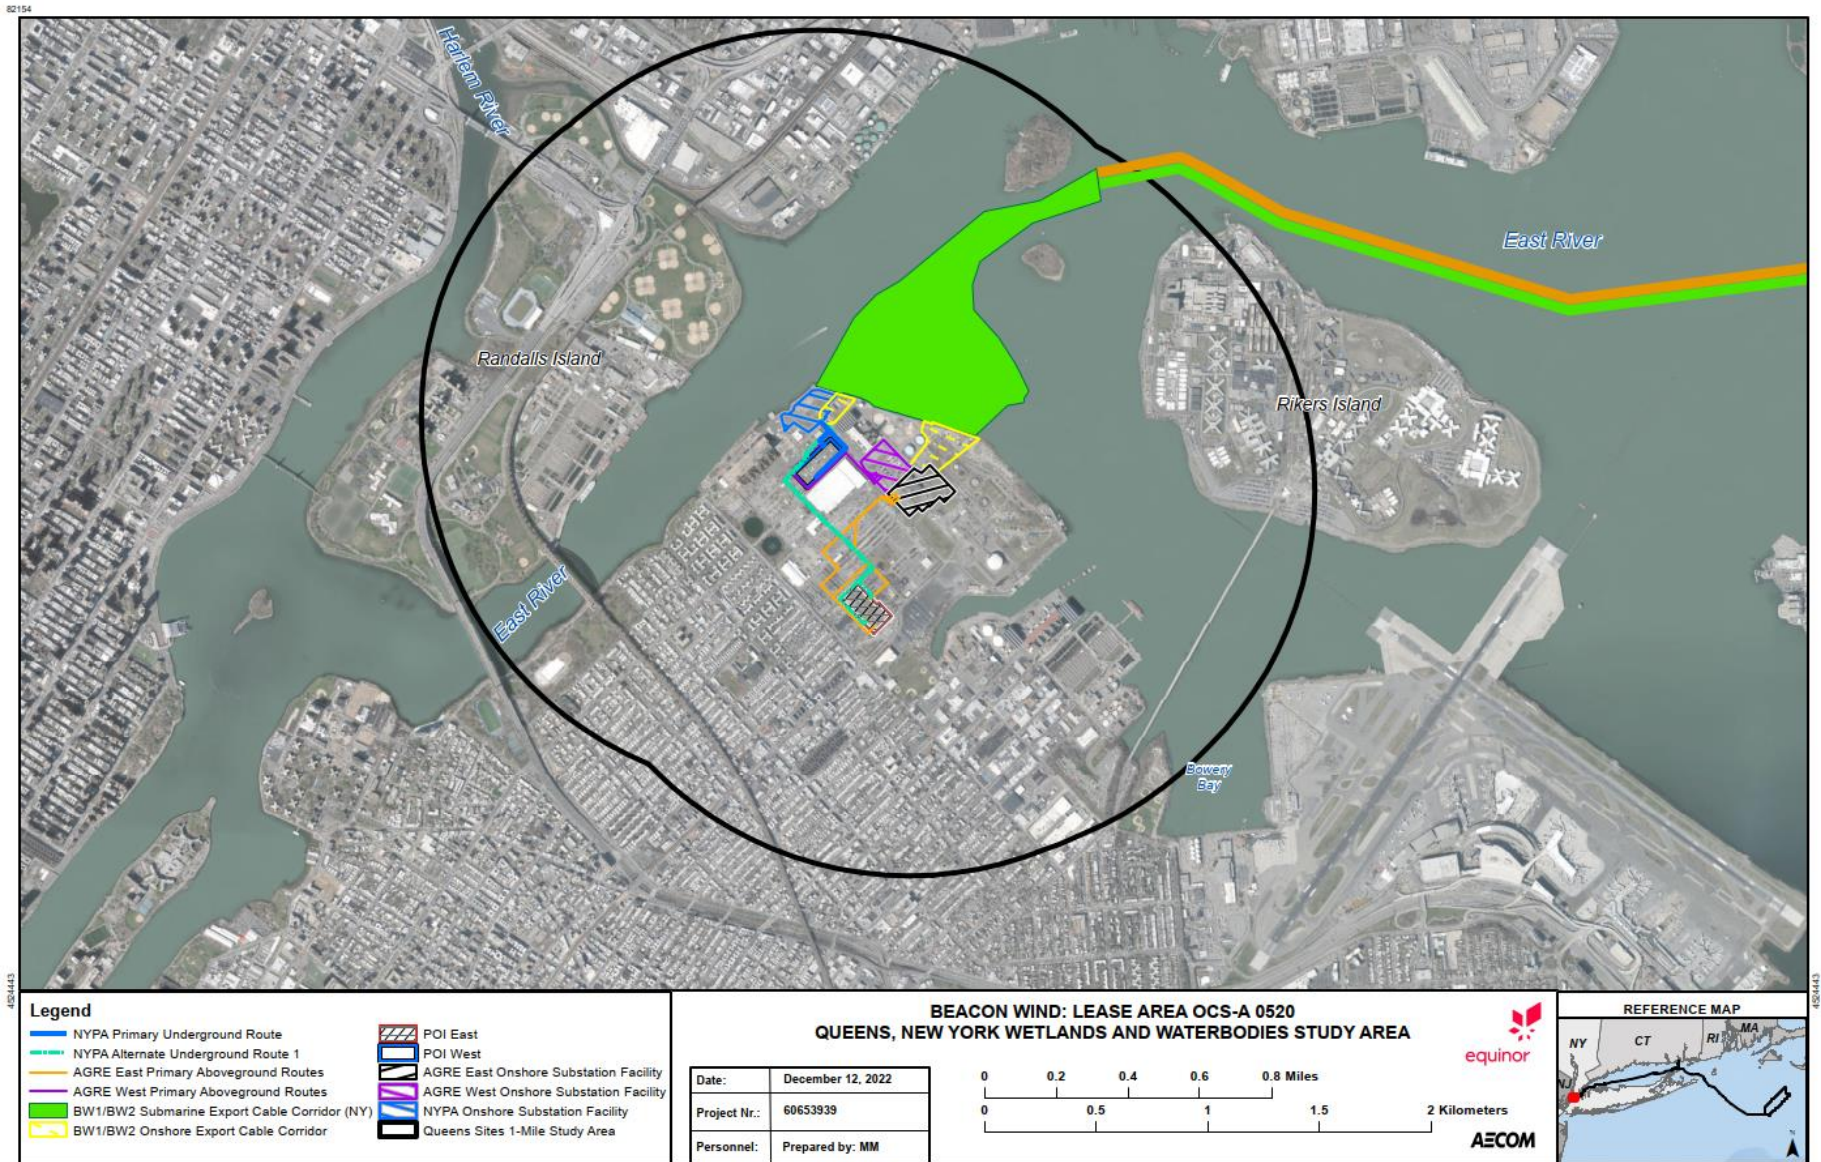 82154
Harlem River
East River
Randalls Island
Rikers Island
East River
Bowery
Bay
4524443
4524443
Legend
NYPA Primary Underground Route
NYPA Alternate Underground Route 1
AGRE East Primary Aboveground Routes
AGRE West Primary Aboveground Routes
BW1/BW2 Submarine Export Cable Corridor (NY)
BW1/BW2 Onshore Export Cable Corridor
POI East
POI West
AGRE East Onshore Substation Facility
AGRE West Onshore Substation Facility
NYPA Onshore Substation Facility
Queens Sites 1-Mile Study Area
BEACON WIND: LEASE AREA OCS-A 0520
QUEENS, NEW YORK WETLANDS AND WATERBODIES STUDY AREA
equinor
Date: December 12, 2022
Project Nr.: 60653939
Personnel: Prepared by: MM
0 0.2 0.4 0.6 0.8 Miles
0 0.5 1 1.5 2 Kilometers
AECOM
REFERENCE MAP
NY CT RI MA
NJ